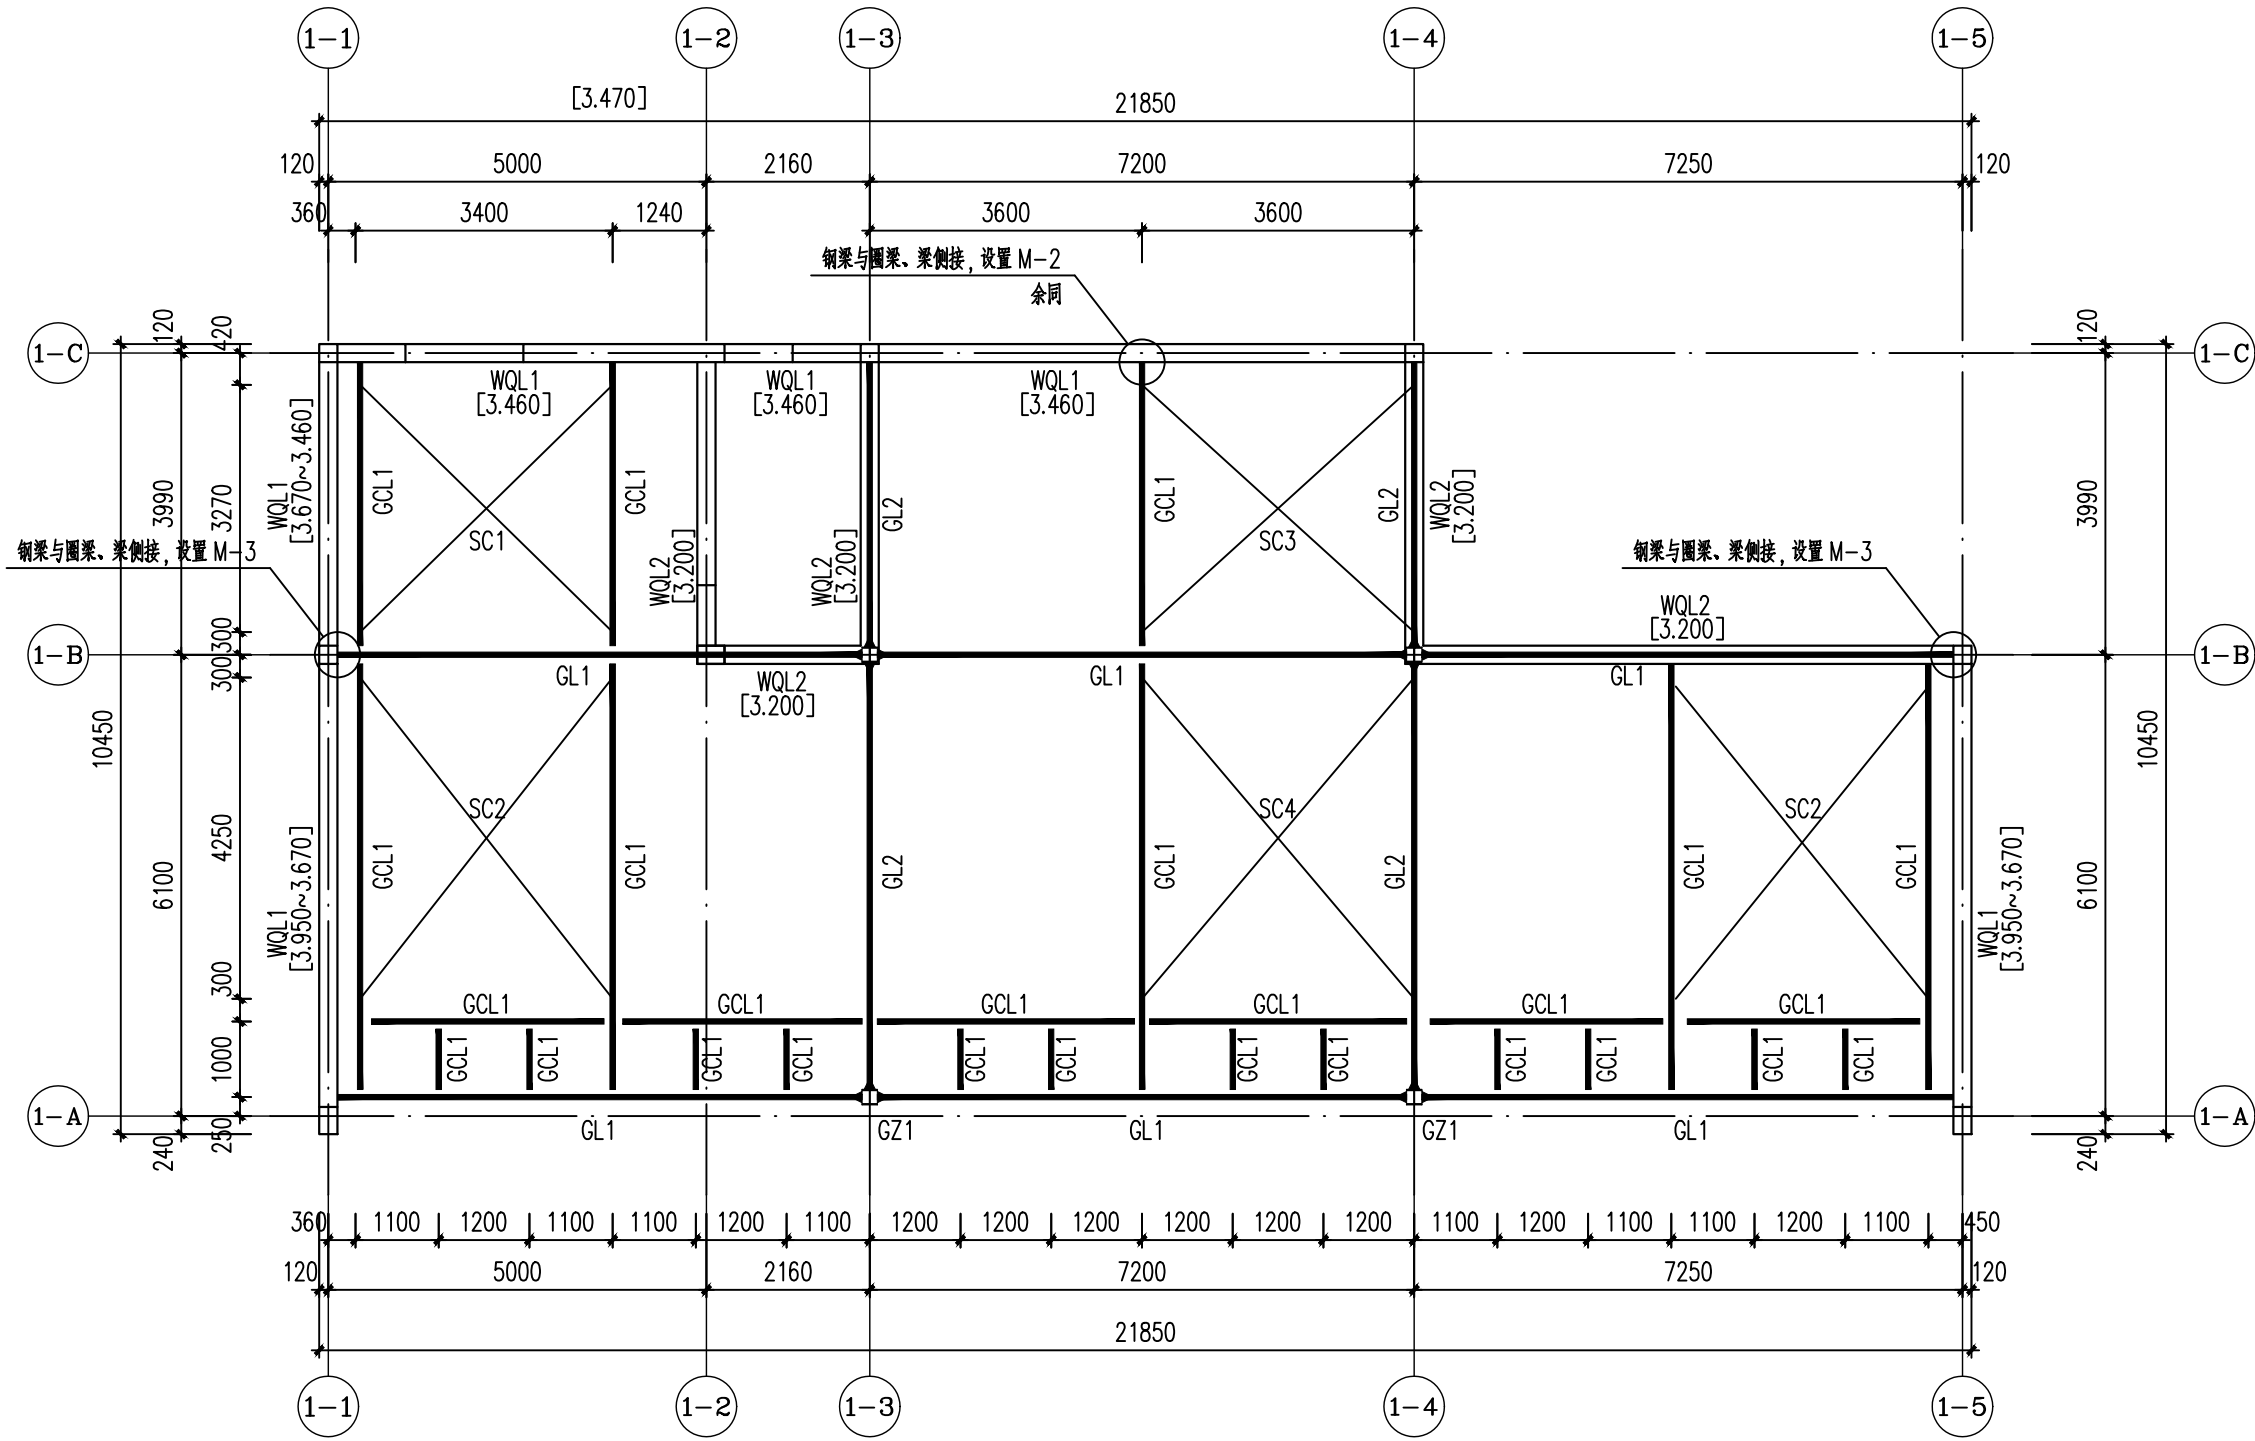 1-1 1-2 1-3 1-4 1-5
[3.470] 21850
120 5000 2160 7200 7250 120
360 3400 1240 3600 3600
钢梁与圈梁、梁侧接,设置 M-2
余同
120 420 120
1-C 1-C
WQL1 WQL1 WQL1
[3.460] [3.460] [3.460]
WQL1
[3.670~3.460]
3990 3270 3990
GCL1 GCL1 GL2 GCL1 GL2
WQL2
[3.200]
SC1 SC3
WQL2
[3.200]
WQL2
[3.200]
钢梁与圈梁、梁侧接,设置 M-3
钢梁与圈梁、梁侧接,设置 M-3
WQL2
[3.200]
300
1-B 1-B
300
GL1 GL1 GL1
WQL2
[3.200]
10450 10450
SC2 SC4 SC2
6100 4250 6100
GCL1 GCL1 GL2 GCL1 GL2 GCL1 GCL1
WQL1
[3.950~3.670]
WQL1
[3.950~3.670]
300
GCL1 GCL1 GCL1 GCL1 GCL1 GCL1
1000
GCL1 GCL1 GCL1 GCL1 GCL1 GCL1 GCL1 GCL1 GCL1 GCL1 GCL1 GCL1
1-A 1-A
GL1 GZ1 GL1 GZ1 GL1
240 250 240
360 1100 1200 1100 1100 1200 1100 1200 1200 1200 1200 1200 1200 1100 1200 1100 1100 1200 1100 450
120 5000 2160 7200 7250 120
21850
1-1 1-2 1-3 1-4 1-5